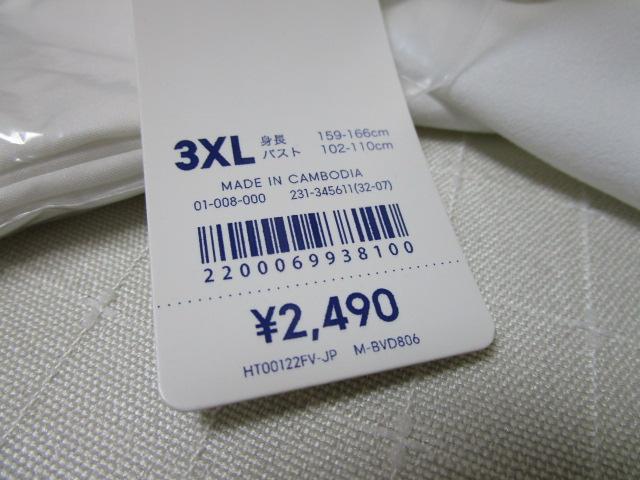 3XL 身長 159-166cm
バスト 102-110cm
MADE IN CAMBODIA
01-008-000 231-345611(32-07)
2200069938100
¥2,490
HT00122FV-JP M-BVD806